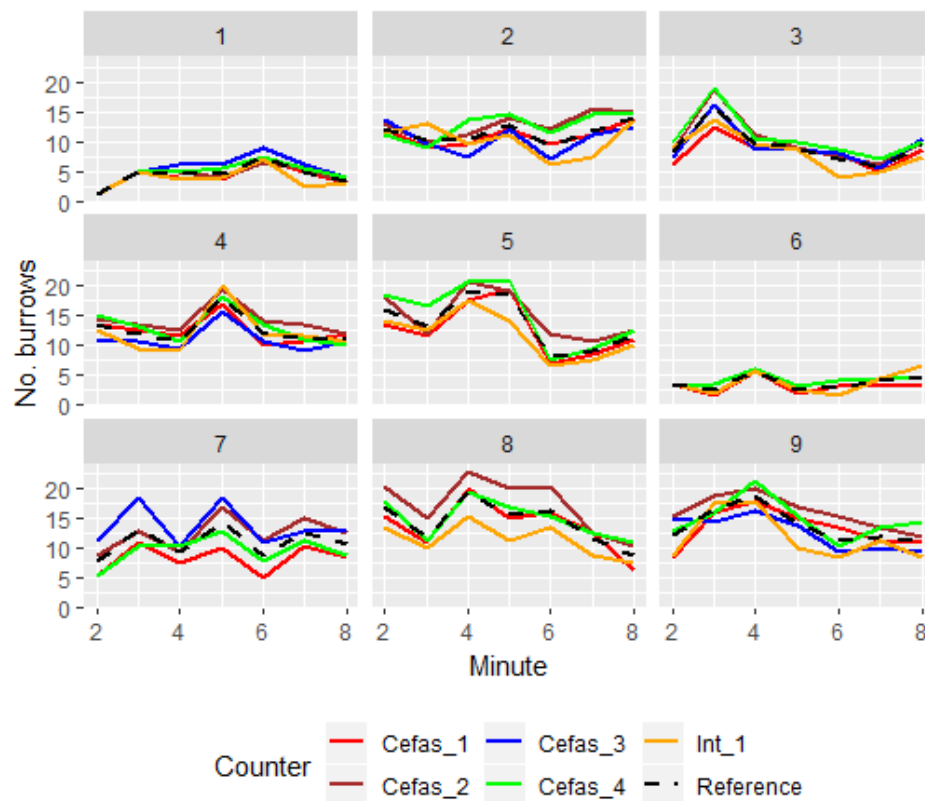 1 2 3
20
15
10
5
0
4 5 6
20
15
10
5
0
7 8 9
20
15
10
5
0
No. burrows
2 4 6 8 2 4 6 8 2 4 6 8
Minute
Counter
Cefas_1 Cefas_3 Int_1
Cefas_2 Cefas_4 Reference